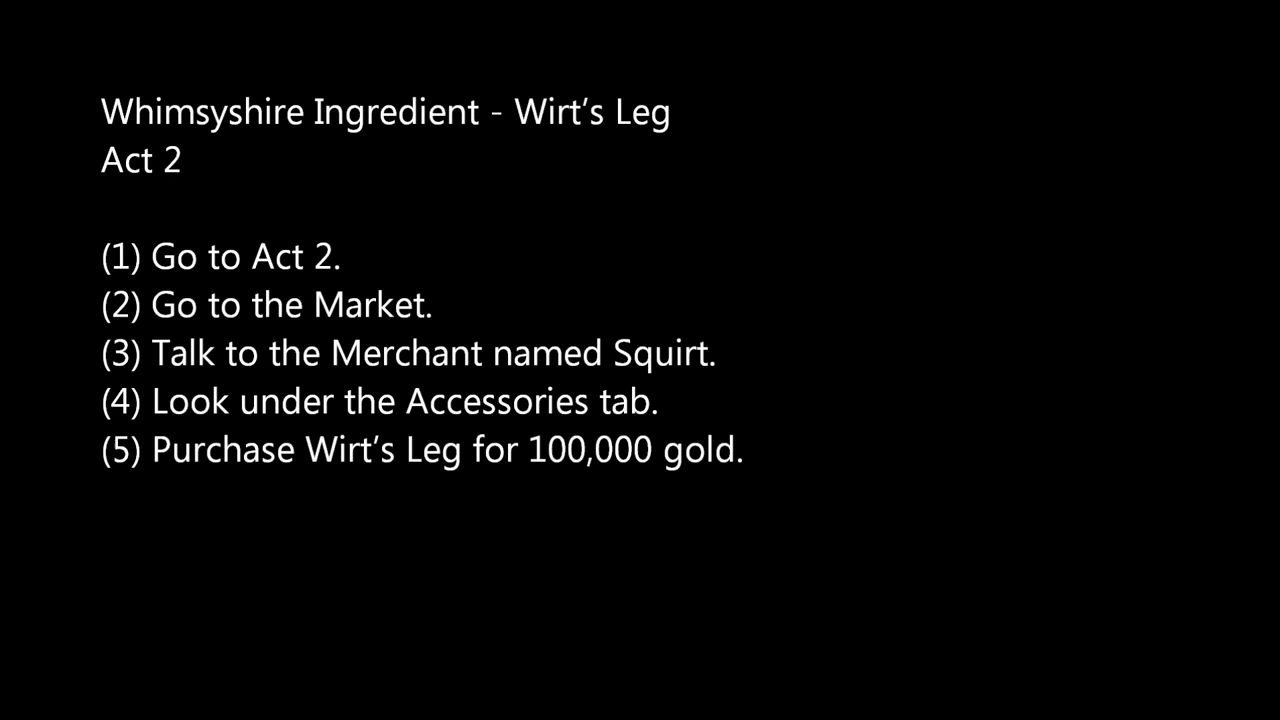 Whimsyshire Ingredient - Wirt's Leg
Act 2
(1) Go to Act 2.
(2) Go to the Market.
(3) Talk to the Merchant named Squirt.
(4) Look under the Accessories tab.
(5) Purchase Wirt's Leg for 100,000 gold.